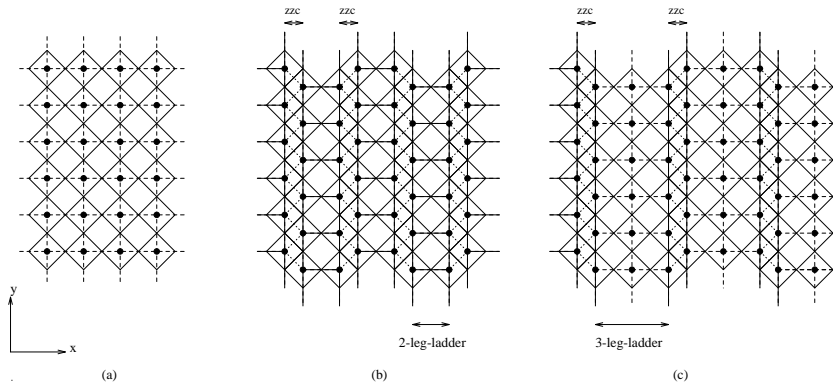 zzc zzc zzc zzc
y
x
2-leg-ladder 3-leg-ladder
(a) (b) (c)